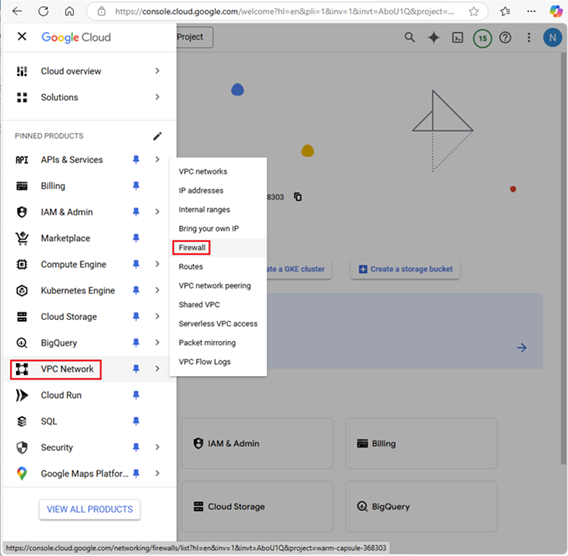 https://console.cloud.google.com/welcome?hl=en&pli=1&inv=1&invt=AboU1Q&project=...
Google Cloud
Project
15
N
Cloud overview
Solutions
PINNED PRODUCTS
API APIs & Services
Billing
IAM & Admin
Marketplace
Compute Engine
Kubernetes Engine
Cloud Storage
BigQuery
VPC Network
Cloud Run
SQL
Security
Google Maps Platfor...
VIEW ALL PRODUCTS
VPC networks
IP addresses
Internal ranges
Bring your own IP
Firewall
Routes
VPC network peering
Shared VPC
Serverless VPC access
Packet mirroring
VPC Flow Logs
8303
ate a GKE cluster
Create a storage bucket
IAM & Admin
Billing
Cloud Storage
BigQuery
https://console.cloud.google.com/networking/firewalls/list?hl=en&inv=1&invt=AboU1Q&project=warm-capsule-368303